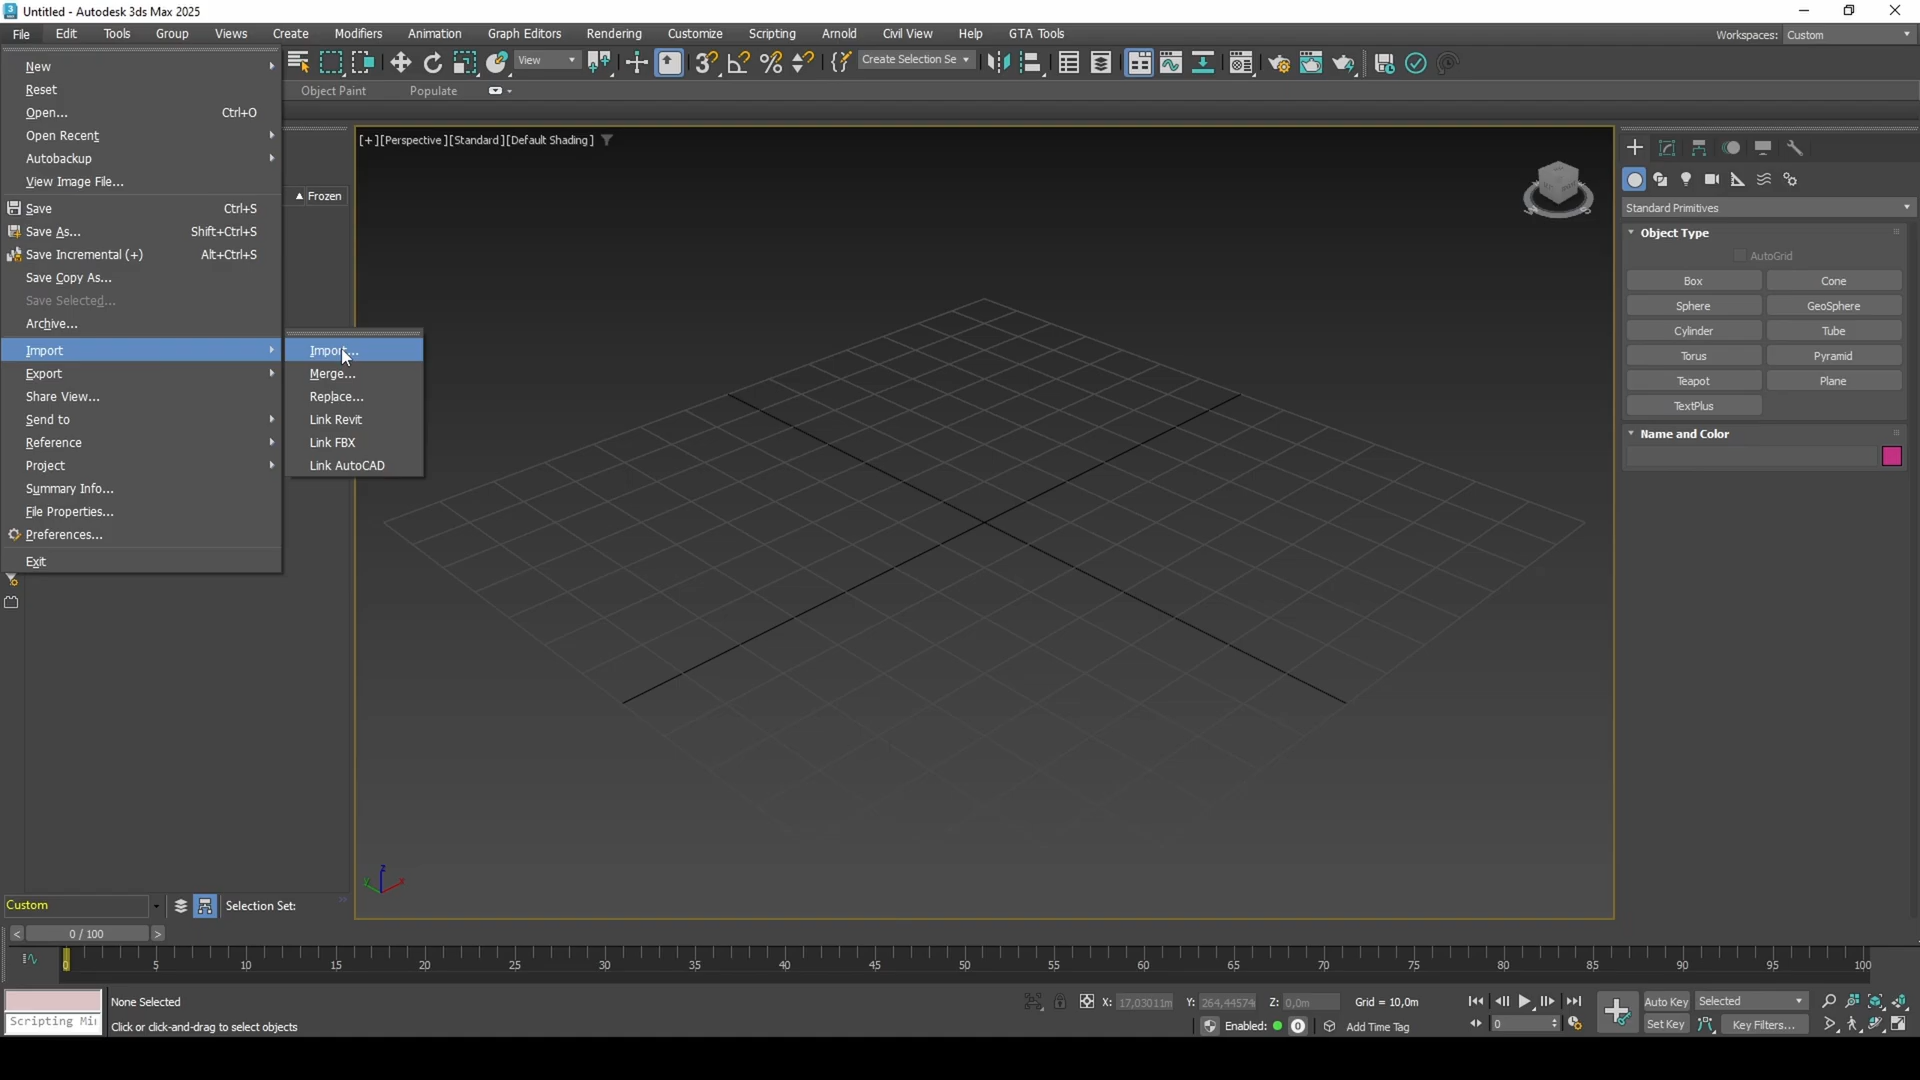 Untitled - Autodesk 3ds Max 2025
File Edit Tools Group Views Create Modifiers Animation Graph Editors Rendering Customize Scripting Arnold Civil View Help GTA Tools Workspaces: Custom
View Create Selection Se
Object Paint Populate
New
Reset
Open... Ctrl+O
Open Recent
Autobackup
View Image File...
Save Ctrl+S
Save As... Shift+Ctrl+S
Save Incremental (+) Alt+Ctrl+S
Save Copy As...
Save Selected...
Archive...
Import
Export
Share View...
Send to
Reference
Project
Summary Info...
File Properties...
Preferences...
Exit
Import...
Merge...
Replace...
Link Revit
Link FBX
Link AutoCAD
Frozen
[+][Perspective][Standard][Default Shading]
Standard Primitives
Object Type
AutoGrid
Box Cone
Sphere GeoSphere
Cylinder Tube
Torus Pyramid
Teapot Plane
TextPlus
Name and Color
z
x
Custom Selection Set:
< 0 / 100 >
0 5 10 15 20 25 30 35 40 45 50 55 60 65 70 75 80 85 90 95 100
None Selected X: 17,03011m Y: 264,44574 Z: 0,0m Grid = 10,0m Auto Key Selected
Scripting Mi Click or click-and-drag to select objects Enabled: 0 Add Time Tag 0 Set Key Key Filters...